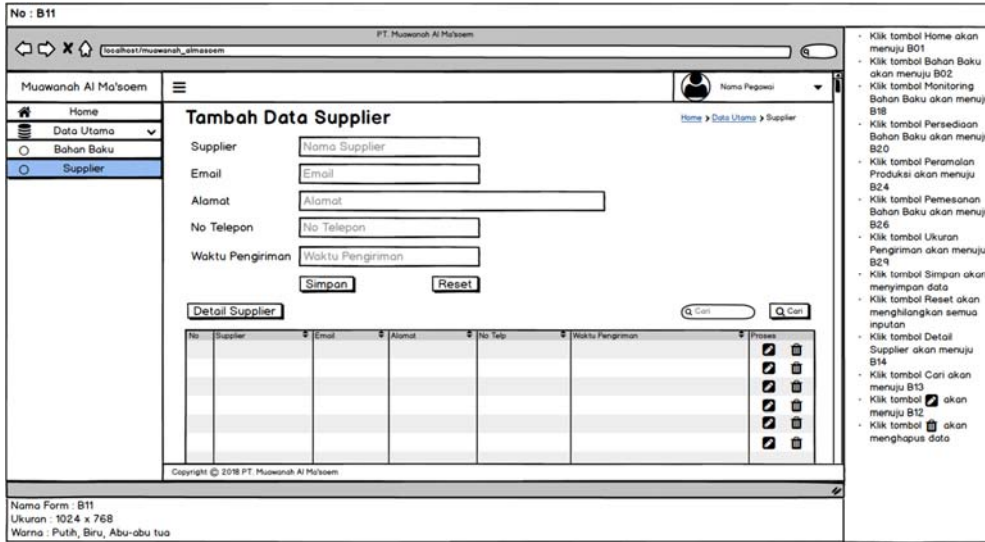 No : B11
PT. Muawanah Al Ma'soem
localhost/muawanah_almasoem
Muawanah Al Ma'soem
Nama Pegawai
Home
Data Utama
Bahan Baku
Supplier
Tambah Data Supplier
Home > Data Utama > Supplier
Supplier
Nama Supplier
Email
Email
Alamat
Alamat
No Telepon
No Telepon
Waktu Pengiriman
Waktu Pengiriman
Simpan
Reset
Detail Supplier
Cari
Cari
No
Supplier
Email
Alamat
No Telp
Waktu Pengiriman
Proses
Copyright © 2018 PT. Muawanah Al Ma'soem
- Klik tombol Home akan
menuju B01
- Klik tombol Bahan Baku
akan menuju B02
- Klik tombol Monitoring
Bahan Baku akan menuju
B18
- Klik tombol Persediaan
Bahan Baku akan menuju
B20
- Klik tombol Peramalan
Produksi akan menuju
B24
- Klik tombol Pemesanan
Bahan Baku akan menuju
B26
- Klik tombol Ukuran
Pengiriman akan menuju
B29
- Klik tombol Simpan akan
menyimpan data
- Klik tombol Reset akan
menghilangkan semua
inputan
- Klik tombol Detail
Supplier akan menuju
B14
- Klik tombol Cari akan
menuju B13
- Klik tombol akan
menuju B12
- Klik tombol akan
menghapus data
Nama Form : B11
Ukuran : 1024 x 768
Warna : Putih, Biru, Abu-abu tua